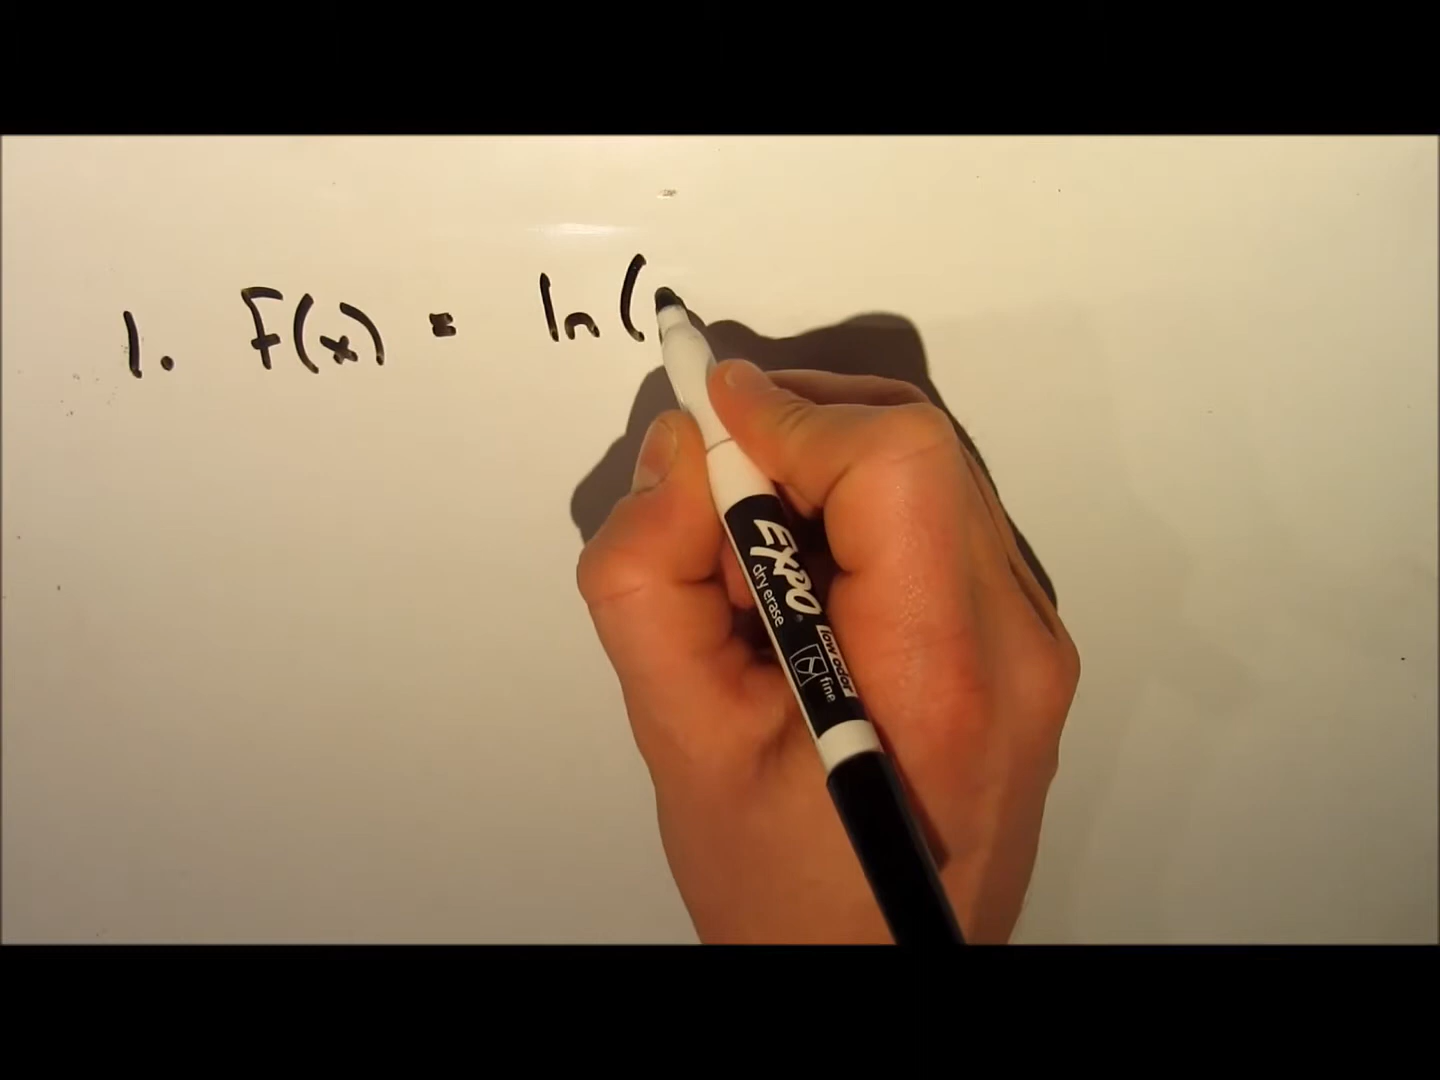 1. F(x) = ln(
EXPO
dry erase
low odor
fine